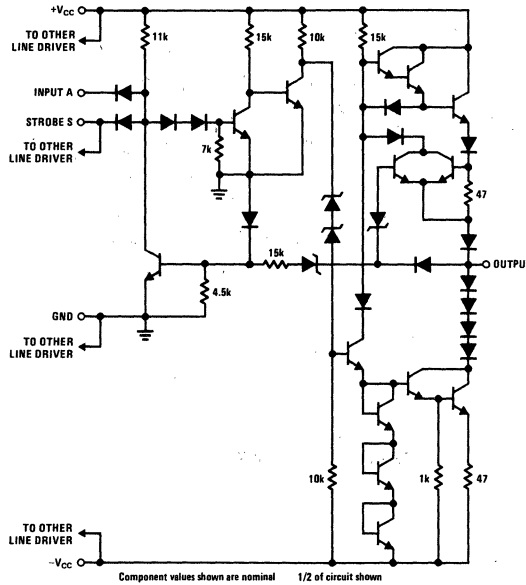 +VCC
TO OTHER
LINE DRIVER
11k
15k
10k
15k
INPUT A
STROBE S
TO OTHER
LINE DRIVER
7k
47
15k
OUTPU
4.5k
GND
TO OTHER
LINE DRIVER
10k
1k
47
TO OTHER
LINE DRIVER
-VCC
Component values shown are nominal 1/2 of circuit shown